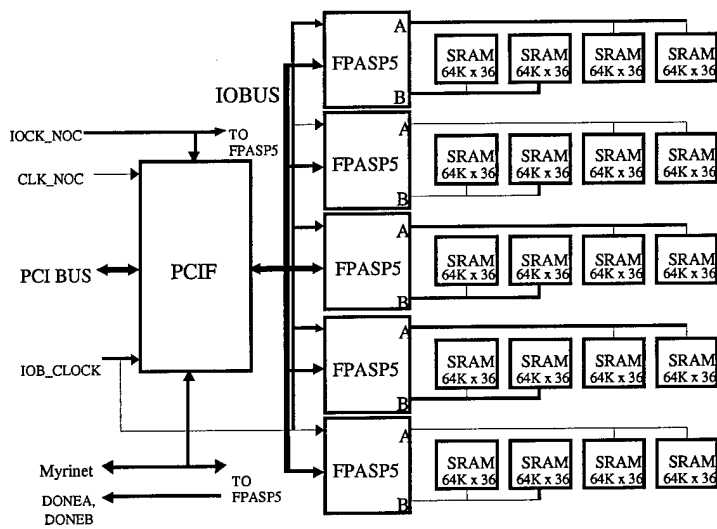 A
FPASP5
B
SRAM SRAM SRAM SRAM
64K x 36 64K x 36 64K x 36 64K x 36
IOBUS
IOCK_NOC
TO
FPASP5
CLK_NOC
A
FPASP5
B
SRAM SRAM SRAM SRAM
64K x 36 64K x 36 64K x 36 64K x 36
PCI BUS
PCIF
A
FPASP5
B
SRAM SRAM SRAM SRAM
64K x 36 64K x 36 64K x 36 64K x 36
IOB_CLOCK
A
FPASP5
B
SRAM SRAM SRAM SRAM
64K x 36 64K x 36 64K x 36 64K x 36
Myrinet
TO
FPASP5
DONEA,
DONEB
A
FPASP5
B
SRAM SRAM SRAM SRAM
64K x 36 64K x 36 64K x 36 64K x 36